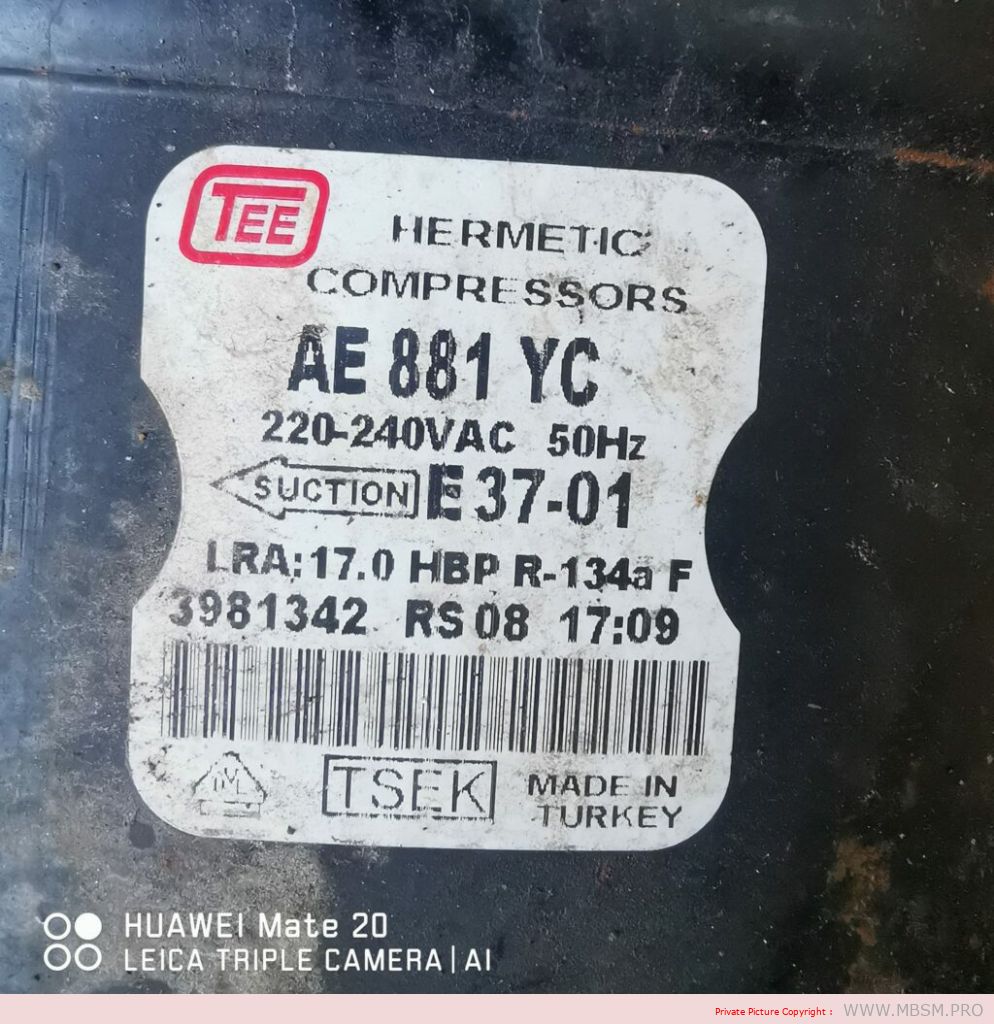 TEE
HERMETIC
COMPRESSORS
AE 881 YC
220-240VAC 50Hz
SUCTION E 37-01
LRA:17.0 HBP R-134a F
3981342 RS 08 17:09
TSEK
MADE IN
TURKEY
HUAWEI Mate 20
LEICA TRIPLE CAMERA | AI
Private Picture Copyright : WWW.MBSM.PRO